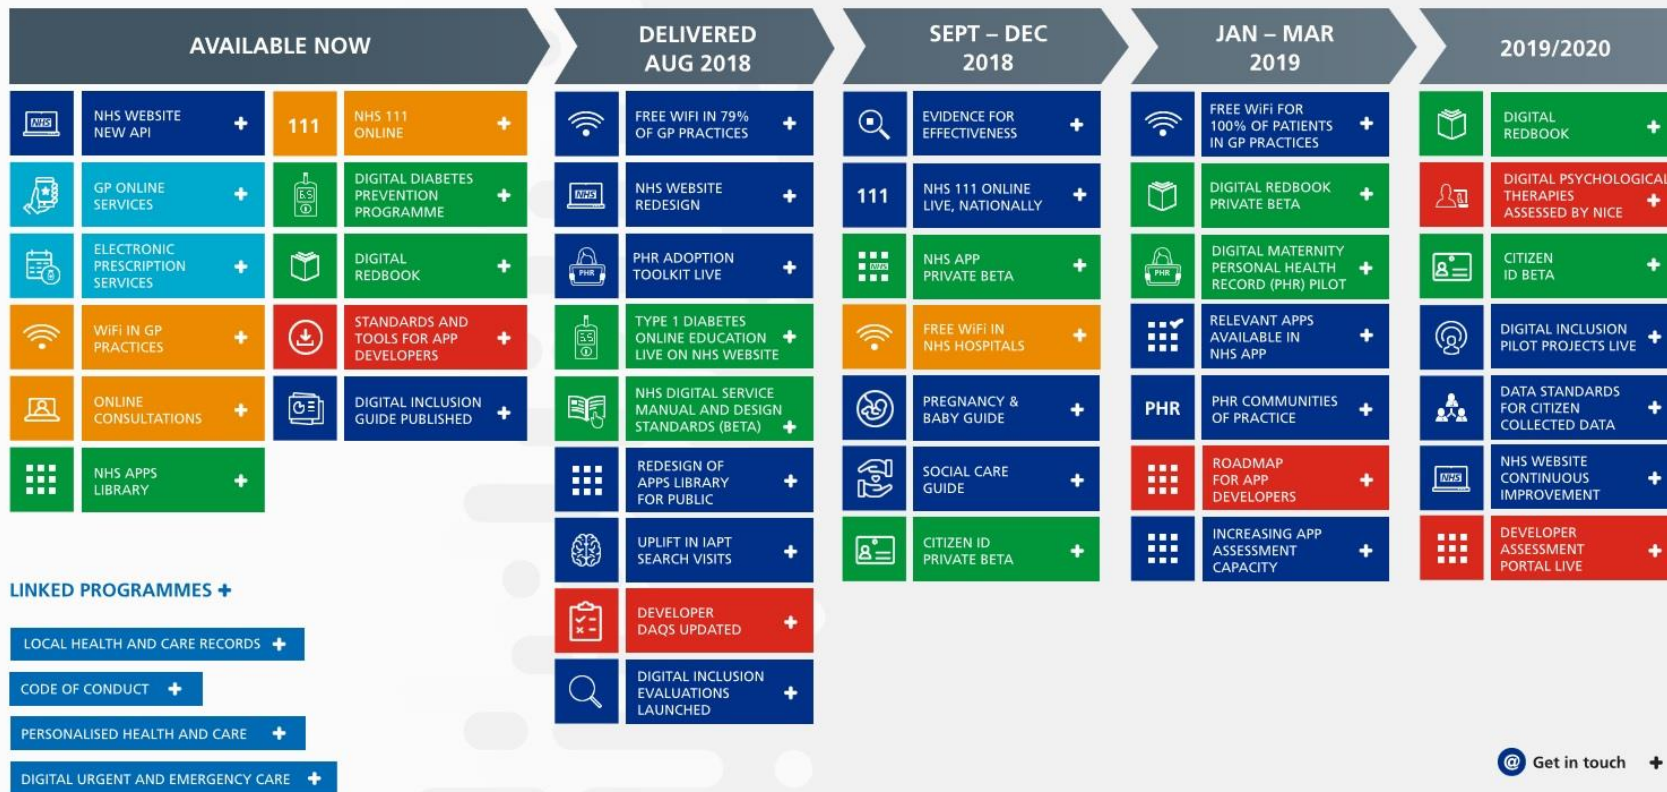 AVAILABLE NOW
NHS
NHS WEBSITE
NEW API
GP ONLINE
SERVICES
ELECTRONIC
PRESCRIPTION
SERVICES
WiFi IN GP
PRACTICES
ONLINE
CONSULTATIONS
NHS APPS
LIBRARY
111
NHS 111
ONLINE
DIGITAL DIABETES
PREVENTION
PROGRAMME
DIGITAL
REDBOOK
STANDARDS AND
TOOLS FOR APP
DEVELOPERS
DIGITAL INCLUSION
GUIDE PUBLISHED
LINKED PROGRAMMES +
LOCAL HEALTH AND CARE RECORDS +
CODE OF CONDUCT +
PERSONALISED HEALTH AND CARE +
DIGITAL URGENT AND EMERGENCY CARE +
DELIVERED
AUG 2018
FREE WIFI IN 79%
OF GP PRACTICES
NHS
NHS WEBSITE
REDESIGN
PHR
PHR ADOPTION
TOOLKIT LIVE
TYPE 1 DIABETES
ONLINE EDUCATION
LIVE ON NHS WEBSITE
NHS DIGITAL SERVICE
MANUAL AND DESIGN
STANDARDS (BETA)
REDESIGN OF
APPS LIBRARY
FOR PUBLIC
UPLIFT IN IAPT
SEARCH VISITS
DEVELOPER
DAQS UPDATED
DIGITAL INCLUSION
EVALUATIONS
LAUNCHED
SEPT – DEC
2018
EVIDENCE FOR
EFFECTIVENESS
111
NHS 111 ONLINE
LIVE, NATIONALLY
NHS
NHS APP
PRIVATE BETA
FREE WiFi IN
NHS HOSPITALS
PREGNANCY &
BABY GUIDE
SOCIAL CARE
GUIDE
CITIZEN ID
PRIVATE BETA
JAN – MAR
2019
FREE WiFi FOR
100% OF PATIENTS
IN GP PRACTICES
DIGITAL REDBOOK
PRIVATE BETA
PHR
DIGITAL MATERNITY
PERSONAL HEALTH
RECORD (PHR) PILOT
RELEVANT APPS
AVAILABLE IN
NHS APP
PHR
PHR COMMUNITIES
OF PRACTICE
ROADMAP
FOR APP
DEVELOPERS
INCREASING APP
ASSESSMENT
CAPACITY
2019/2020
DIGITAL
REDBOOK
DIGITAL PSYCHOLOGICAL
THERAPIES
ASSESSED BY NICE
CITIZEN
ID BETA
DIGITAL INCLUSION
PILOT PROJECTS LIVE
DATA STANDARDS
FOR CITIZEN
COLLECTED DATA
NHS
NHS WEBSITE
CONTINUOUS
IMPROVEMENT
DEVELOPER
ASSESSMENT
PORTAL LIVE
@ Get in touch +